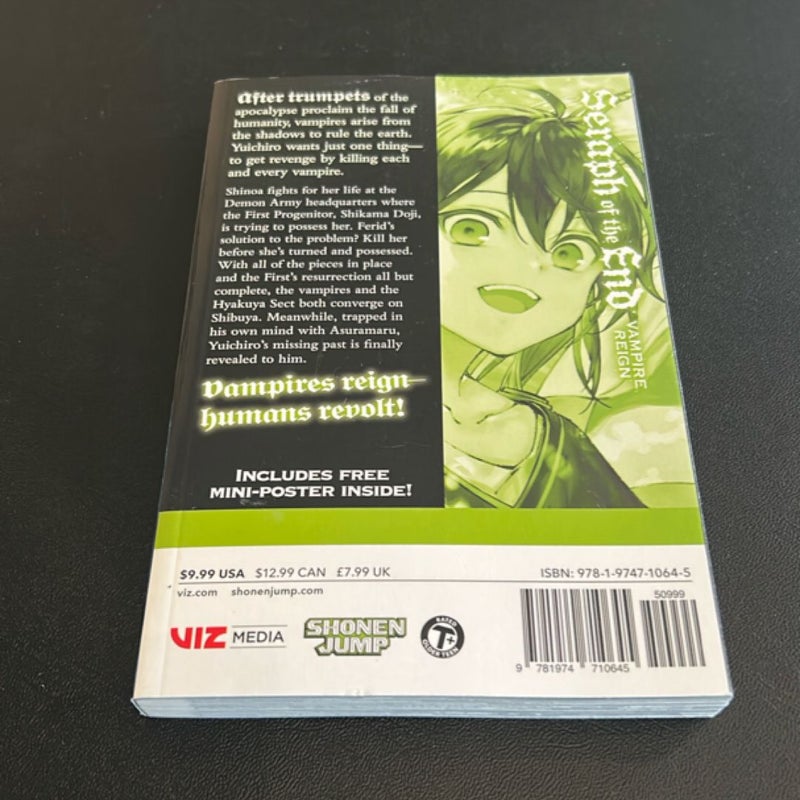 After trumpets of the
apocalypse proclaim the fall of
humanity, vampires arise from
the shadows to rule the earth.
Yuichiro wants just one thing—
to get revenge by killing each
and every vampire.
Shinoa fights for her life at the
Demon Army headquarters where
the First Progenitor, Shikama Doji,
is trying to possess her. Ferid's
solution to the problem? Kill her
before she's turned and possessed.
With all of the pieces in place
and the First's resurrection all but
complete, the vampires and the
Hyakuya Sect both converge on
Shibuya. Meanwhile, trapped in
his own mind with Asuramaru,
Yuichiro's missing past is finally
revealed to him.
Vampires reign—
humans revolt!
INCLUDES FREE
MINI-POSTER INSIDE!
Seraph of the End
VAMPIRE
REIGN
$9.99 USA $12.99 CAN £7.99 UK
viz.com shonenjump.com
VIZ MEDIA
SHONEN
JUMP
RATED
T+
OLDER TEEN
ISBN: 978-1-9747-1064-5
50999
9 781974 710645